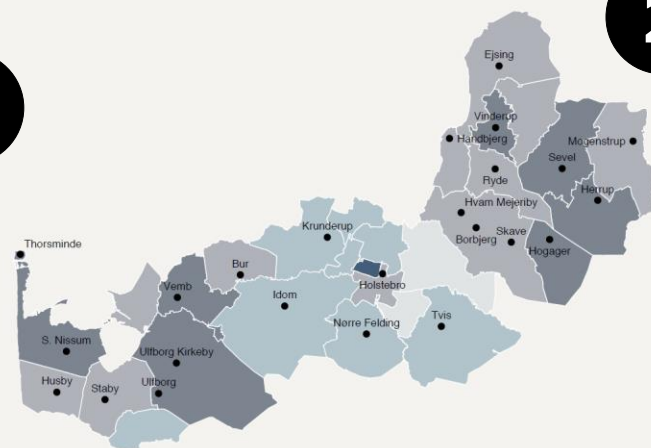 Ejsing
Vinderup
Handbjerg
Mogenstrup
Sevel
Ryde
Herrup
Hvam Mejeriby
Krunderup
Borbjerg
Skave
Hogager
Thorsminde
Bur
Holstebro
Vemb
Idom
Tvis
Nørre Felding
S. Nissum
Ulfborg Kirkeby
Husby
Staby
Ulfborg